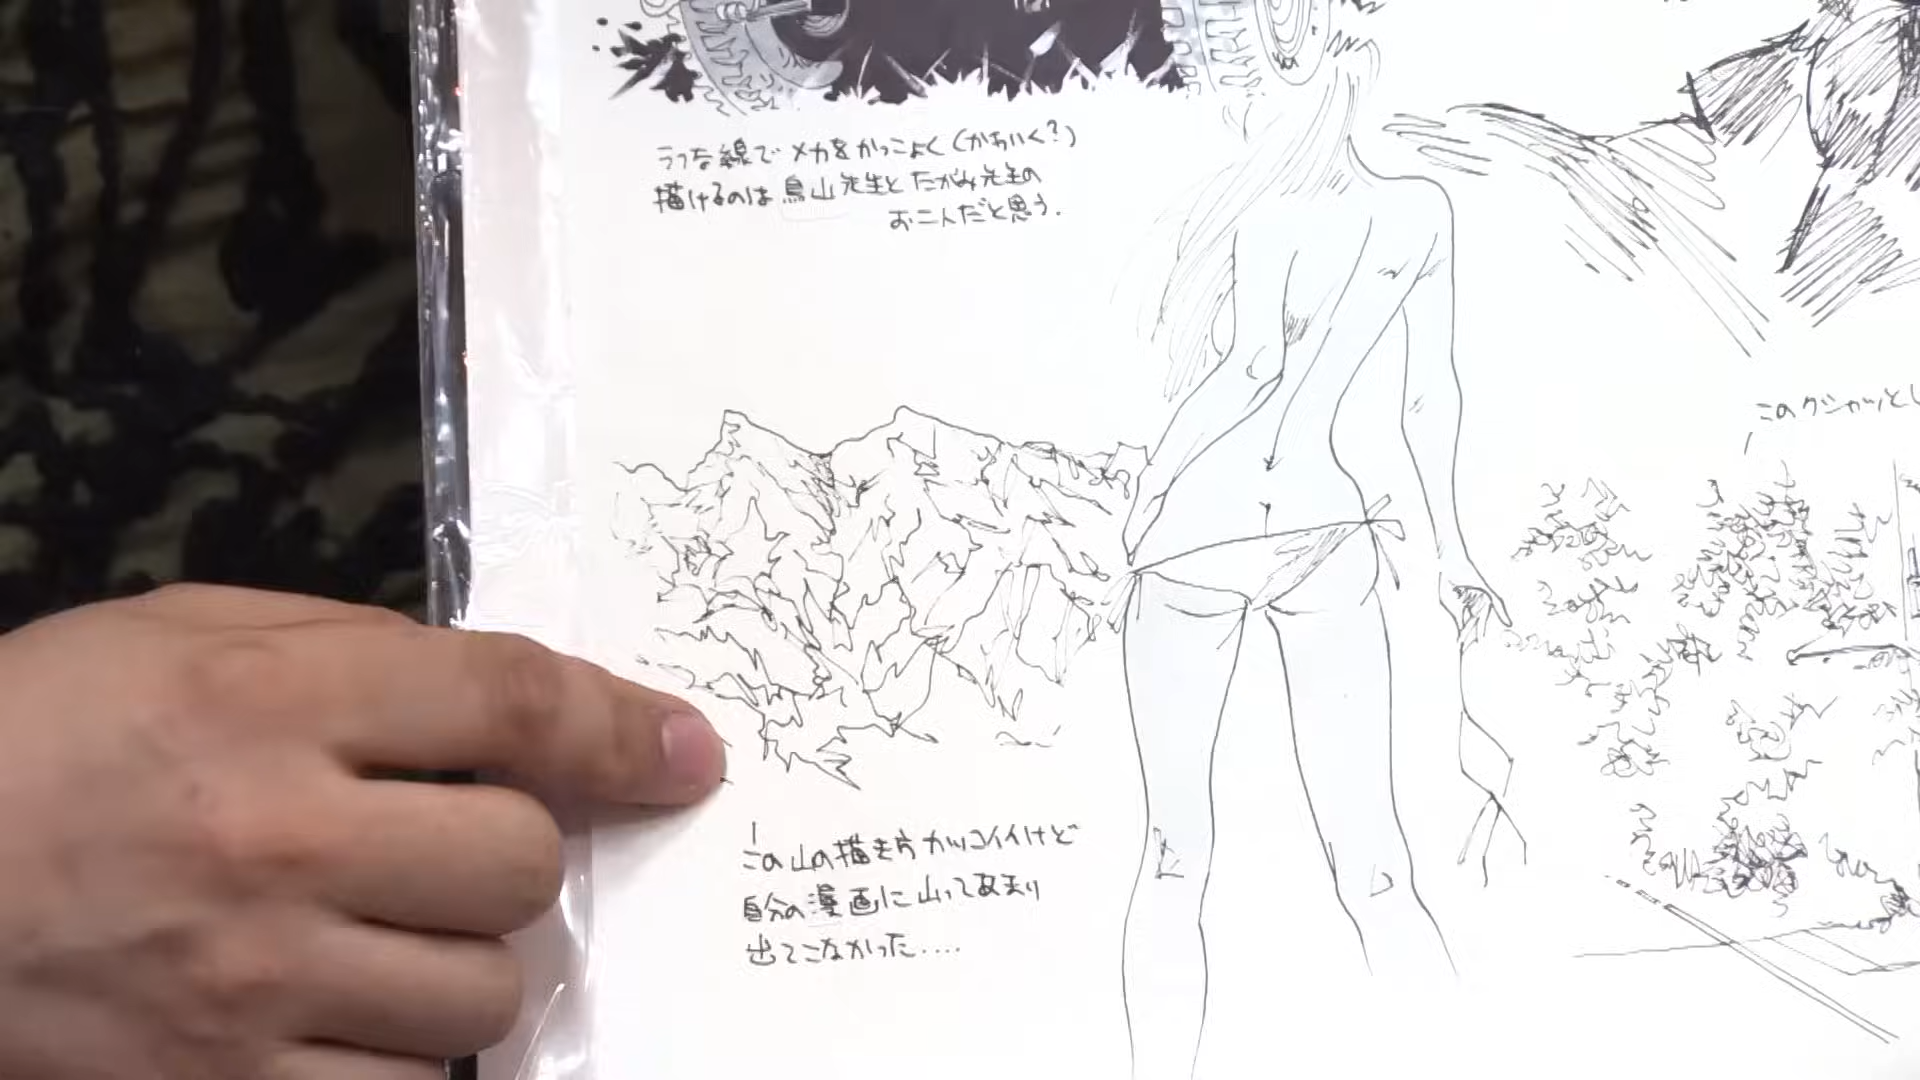 ラフな線でメカをかっこよく(かわいく?)
描けるのは鳥山先生とたがみ先生の
お二人だと思う.
このクシャッとし
この山の描き方カッコイイけど
自分の漫画に山ってあまり
出てこなかった....